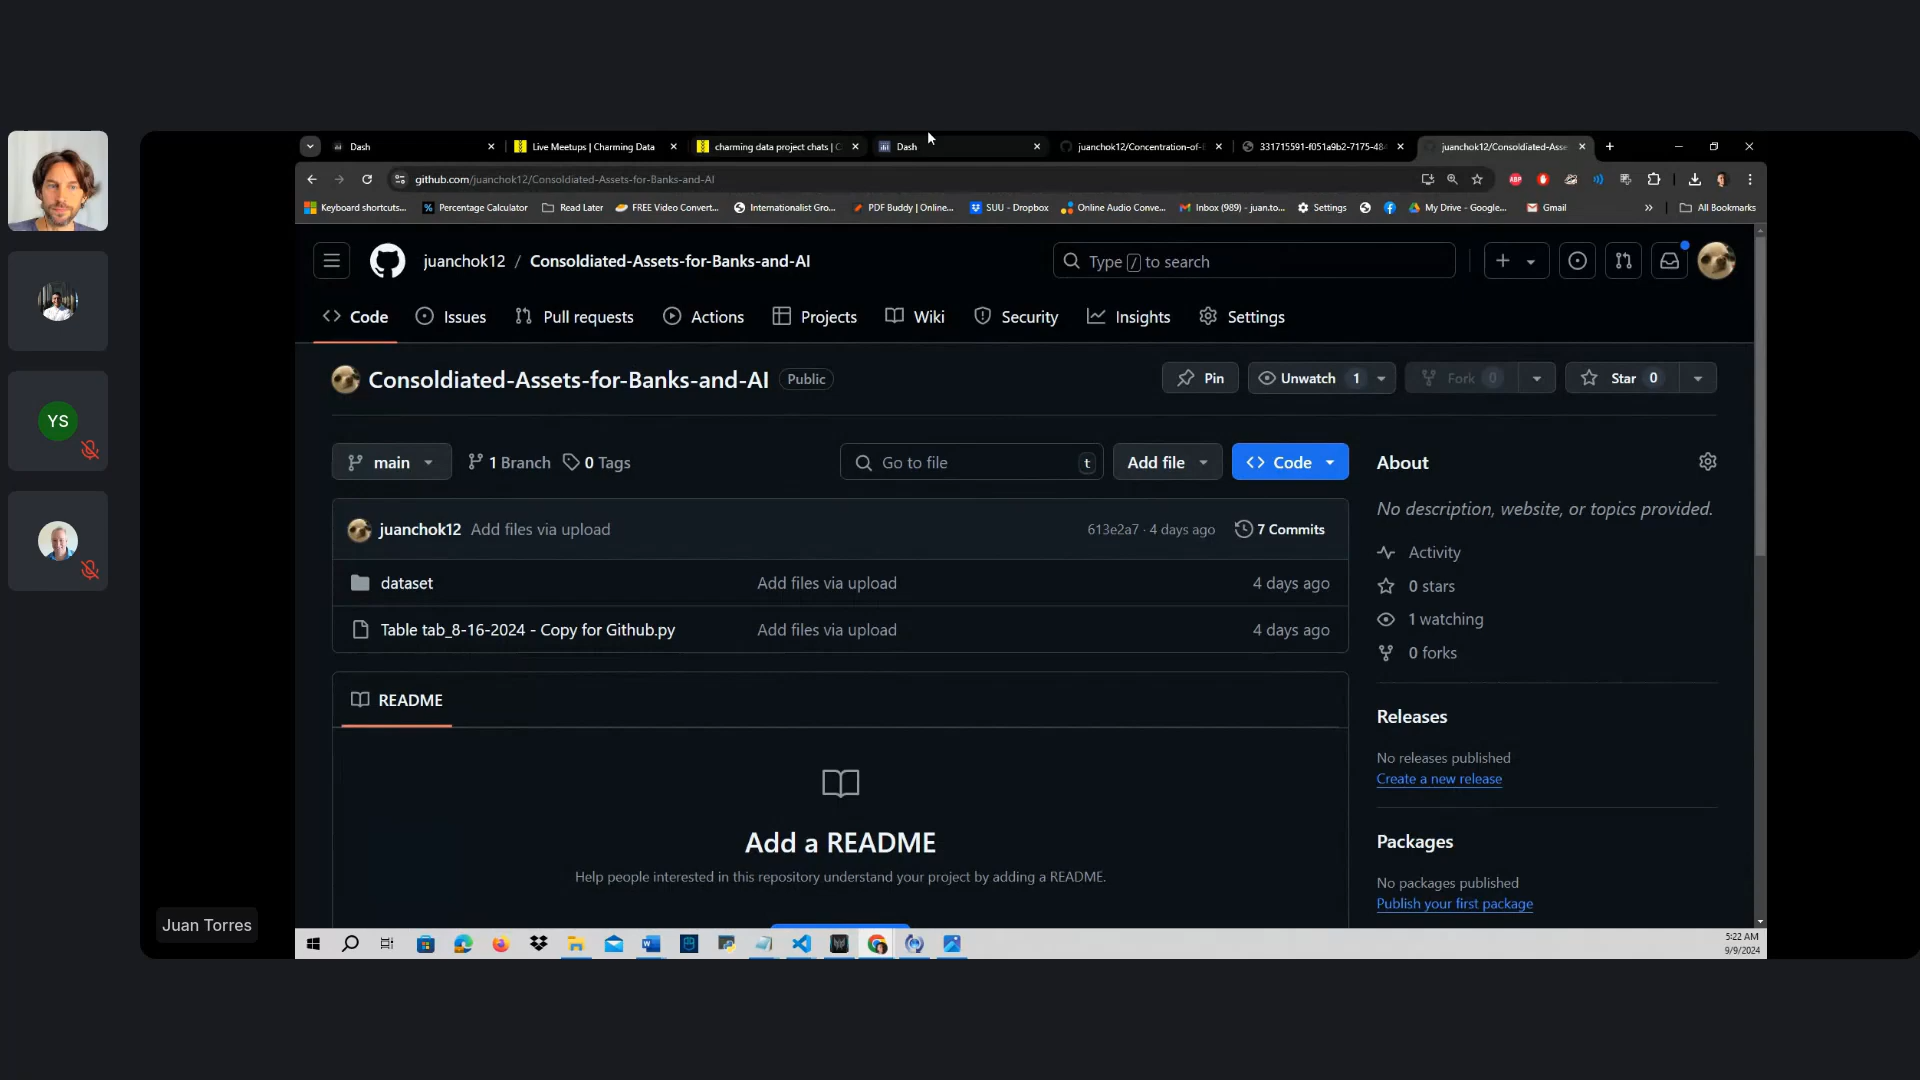 Dash
Live Meetups | Charming Data
charming data project chats | C
Dash
juanchok12/Concentration-of-
331715591-f051a9b2-7175-48
juanchok12/Consoldiated-Asse
github.com/juanchok12/Consoldiated-Assets-for-Banks-and-AI
ABP
Keyboard shortcuts...
Percentage Calculator
Read Later
FREE Video Convert...
Internationalist Gro...
PDF Buddy | Online...
SUU - Dropbox
Online Audio Conve...
Inbox (989) - juan.to...
Settings
My Drive - Google...
Gmail
»
All Bookmarks
juanchok12 / Consoldiated-Assets-for-Banks-and-AI
Type / to search
Code
Issues
Pull requests
Actions
Projects
Wiki
Security
Insights
Settings
Consoldiated-Assets-for-Banks-and-AI
Public
Pin
Unwatch 1
Fork 0
Star 0
main
1 Branch
0 Tags
Go to file
t
Add file
<> Code
About
No description, website, or topics provided.
juanchok12 Add files via upload
613e2a7 · 4 days ago
7 Commits
Activity
dataset
Add files via upload
4 days ago
0 stars
1 watching
Table tab_8-16-2024 - Copy for Github.py
Add files via upload
4 days ago
0 forks
README
Releases
No releases published
Create a new release
Add a README
Help people interested in this repository understand your project by adding a README.
Packages
No packages published
Publish your first package
YS
Juan Torres
5:22 AM
9/9/2024